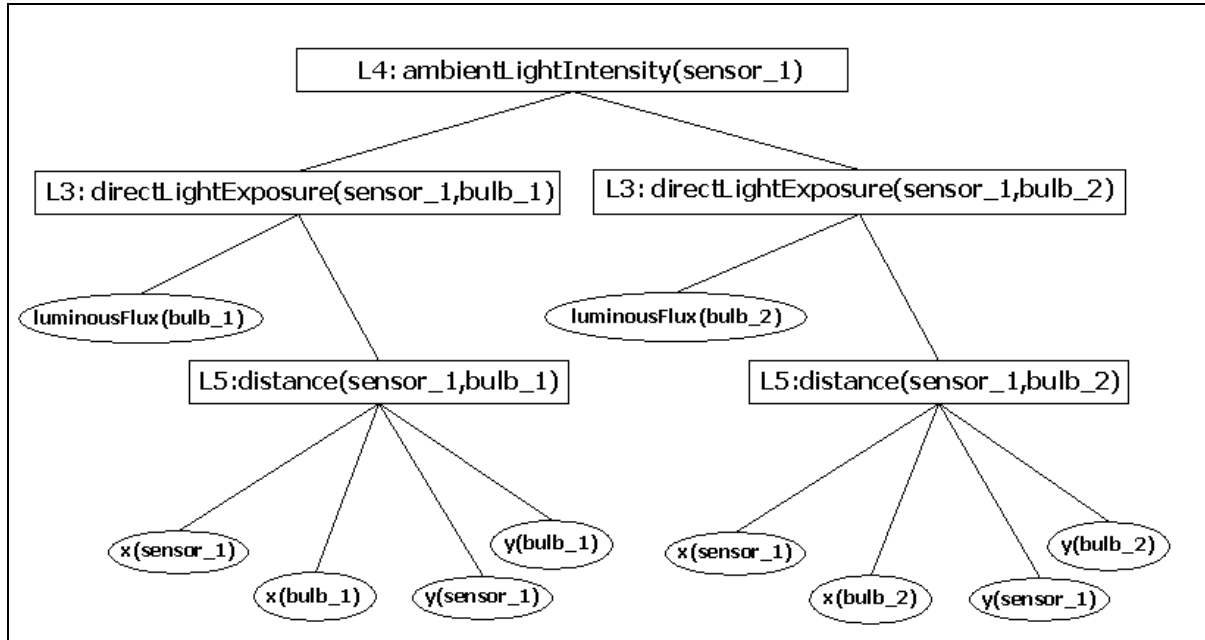 L4: ambientLightIntensity(sensor_1)
L3: directLightExposure(sensor_1,bulb_1)
L3: directLightExposure(sensor_1,bulb_2)
luminousFlux(bulb_1)
luminousFlux(bulb_2)
L5:distance(sensor_1,bulb_1)
L5:distance(sensor_1,bulb_2)
x(sensor_1)
x(bulb_1)
y(sensor_1)
y(bulb_1)
x(sensor_1)
x(bulb_2)
y(sensor_1)
y(bulb_2)